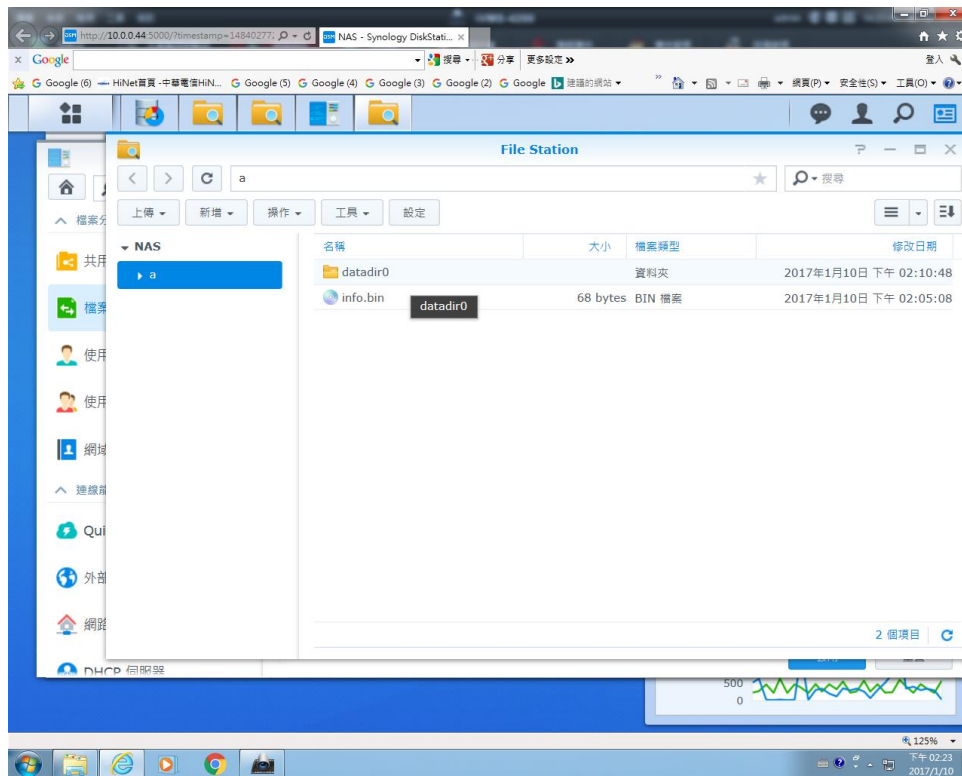 http://10.0.0.44:5000/?timestamp=14840277;
NAS - Synology DiskStati...
Google
搜尋
分享
更多設定
登入
Google (6)
HiNet首頁 -中華電信HiN...
Google (5)
Google (4)
Google (3)
Google (2)
Google
建議的網站
網頁(P)
安全性(S)
工具(O)
File Station
a
搜尋
上傳
新增
操作
工具
設定
NAS
a
名稱 大小 檔案類型 修改日期
datadir0 資料夾 2017年1月10日 下午 02:10:48
info.bin 68 bytes BIN 檔案 2017年1月10日 下午 02:05:08
datadir0
檔案分
共用
檔案
使用
使用
網域
連線能
Qui
外部
網路
DHCP 伺服器
2 個項目
500
0
125%
下午 02:23
2017/1/10